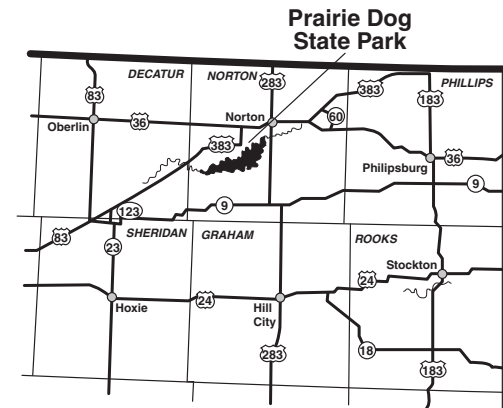 Prairie Dog
State Park
DECATUR
NORTON
283
383
PHILLIPS
83
183
Oberlin
36
Norton
60
383
Philipsburg
36
9
123
9
83
SHERIDAN
GRAHAM
ROOKS
23
Stockton
24
Hoxie
24
Hill
City
18
283
183